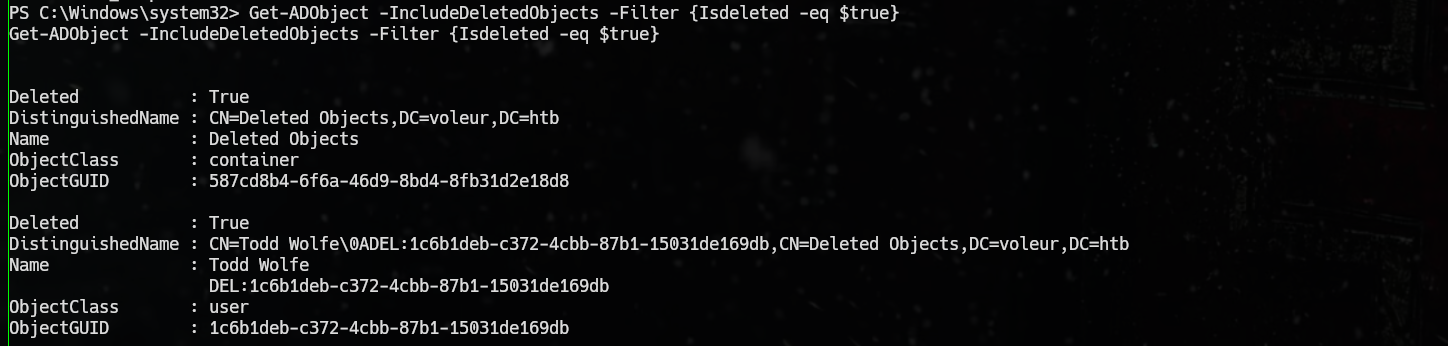 PS C:\Windows\system32> Get-ADObject -IncludeDeletedObjects -Filter {Isdeleted -eq $true}
Get-ADObject -IncludeDeletedObjects -Filter {Isdeleted -eq $true}
Deleted           : True
DistinguishedName : CN=Deleted Objects,DC=voleur,DC=htb
Name              : Deleted Objects
ObjectClass       : container
ObjectGUID        : 587cd8b4-6f6a-46d9-8bd4-8fb31d2e18d8
Deleted           : True
DistinguishedName : CN=Todd Wolfe\0ADEL:1c6b1deb-c372-4cbb-87b1-15031de169db,CN=Deleted Objects,DC=voleur,DC=htb
Name              : Todd Wolfe
                    DEL:1c6b1deb-c372-4cbb-87b1-15031de169db
ObjectClass       : user
ObjectGUID        : 1c6b1deb-c372-4cbb-87b1-15031de169db